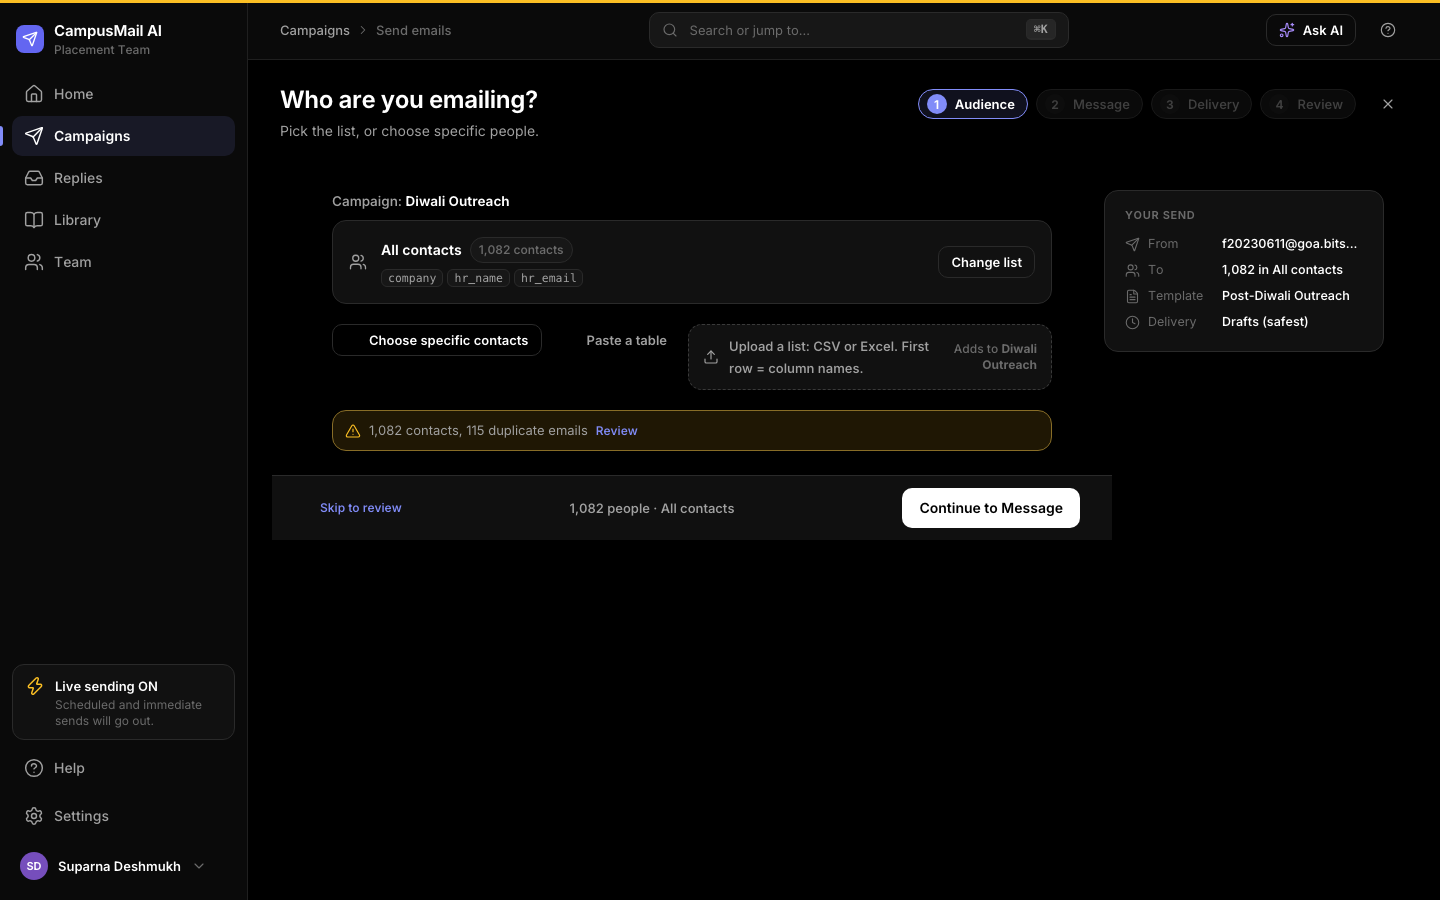 CampusMail AI
Placement Team
Home
Campaigns
Replies
Library
Team
Live sending ON
Scheduled and immediate
sends will go out.
Help
Settings
SD
Suparna Deshmukh
Campaigns
Send emails
Search or jump to...
⌘K
Ask AI
Who are you emailing?
Pick the list, or choose specific people.
1 Audience
2 Message
3 Delivery
4 Review
Campaign: Diwali Outreach
All contacts
1,082 contacts
company
hr_name
hr_email
Change list
Choose specific contacts
Paste a table
Upload a list: CSV or Excel. First
row = column names.
Adds to Diwali
Outreach
1,082 contacts, 115 duplicate emails Review
Skip to review
1,082 people · All contacts
Continue to Message
YOUR SEND
From f20230611@goa.bits...
To 1,082 in All contacts
Template Post-Diwali Outreach
Delivery Drafts (safest)